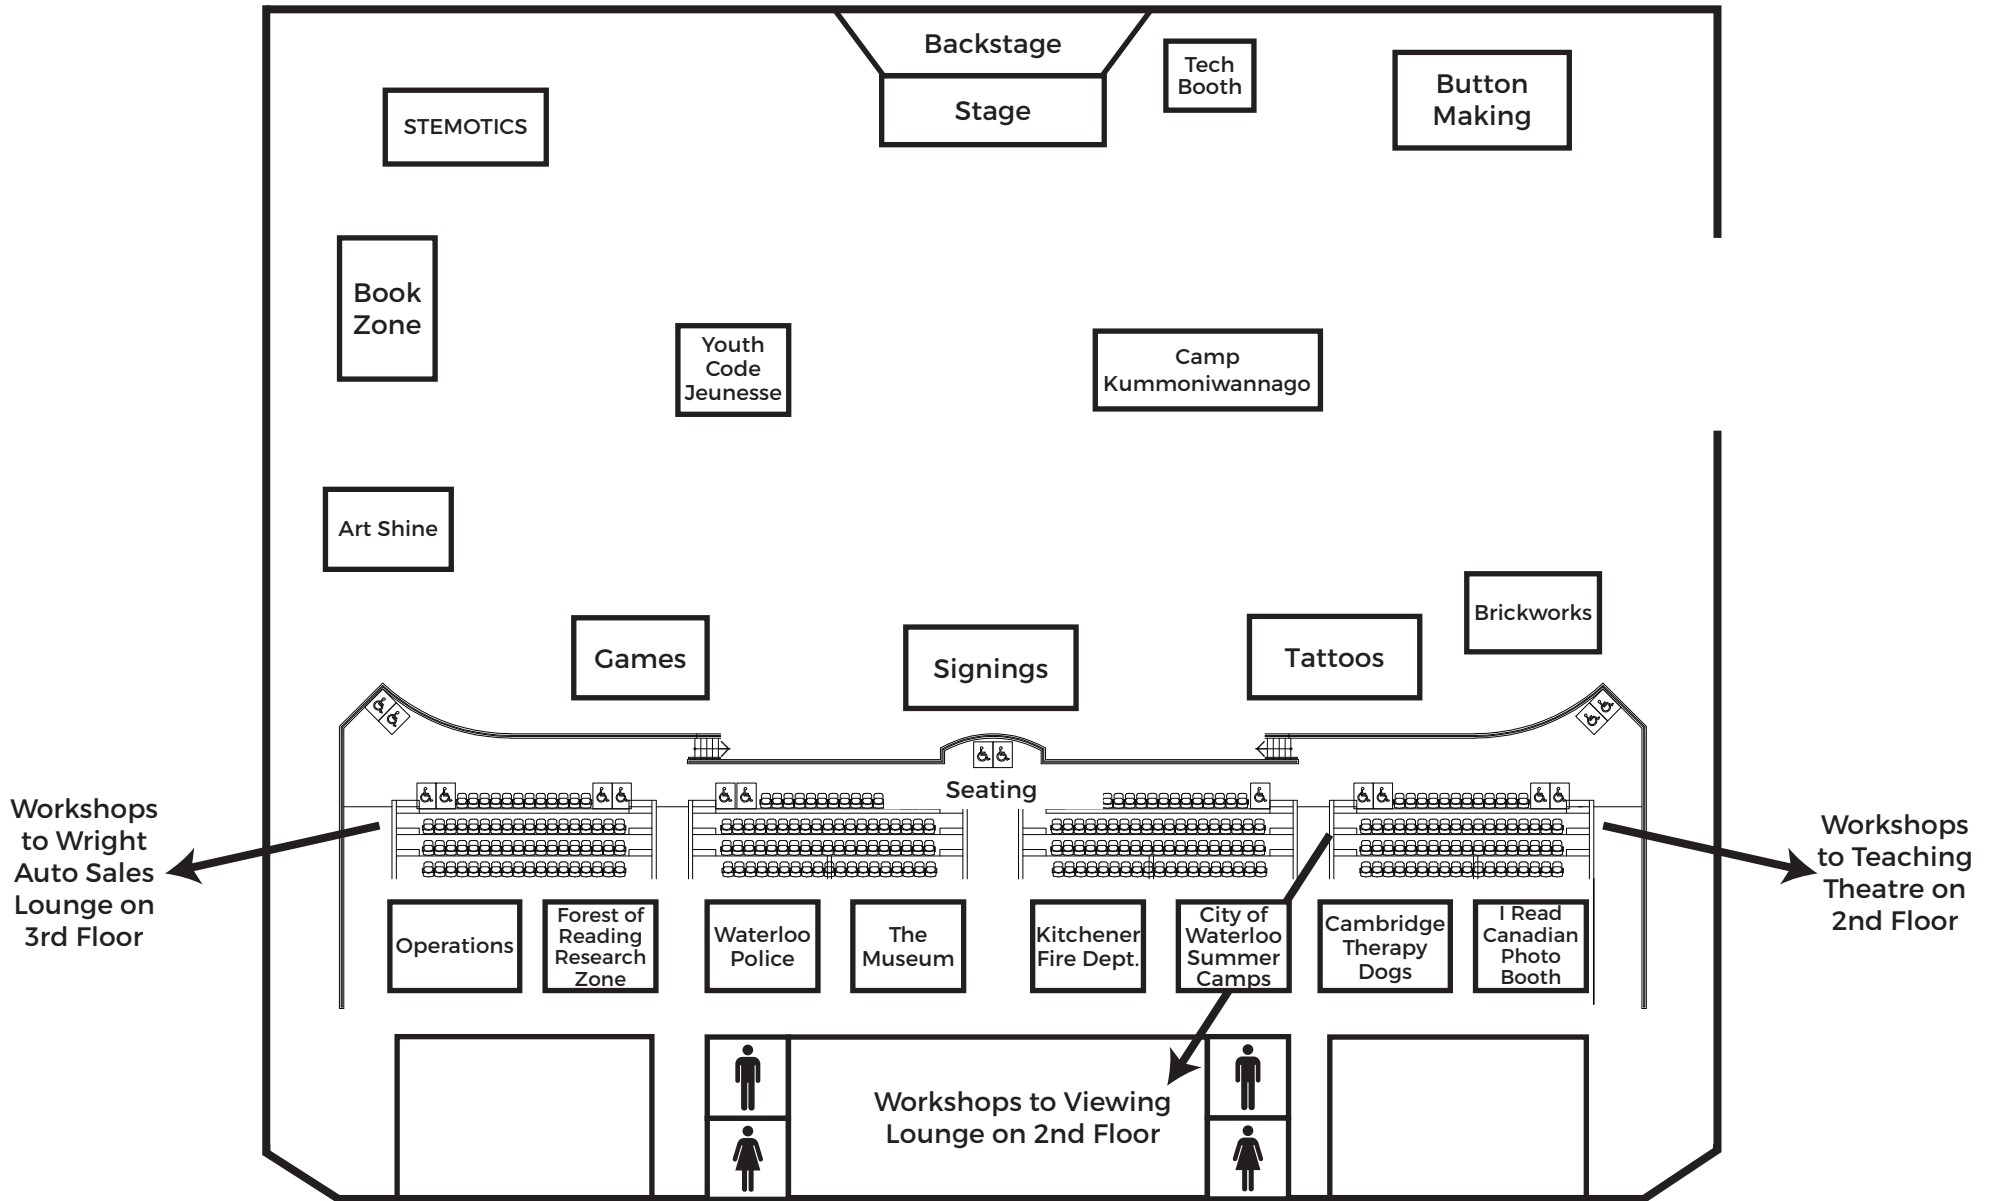 Backstage
Stage
Tech
Booth
Button
Making
STEMOTICS
Book
Zone
Youth
Code
Jeunesse
Camp
Kummoniwannago
Art Shine
Brickworks
Games
Signings
Tattoos
Seating
Workshops
to Wright
Auto Sales
Lounge on
3rd Floor
Workshops
to Teaching
Theatre on
2nd Floor
Operations
Forest of
Reading
Research
Zone
Waterloo
Police
The
Museum
Kitchener
Fire Dept.
City of
Waterloo
Summer
Camps
Cambridge
Therapy
Dogs
I Read
Canadian
Photo
Booth
Workshops to Viewing
Lounge on 2nd Floor